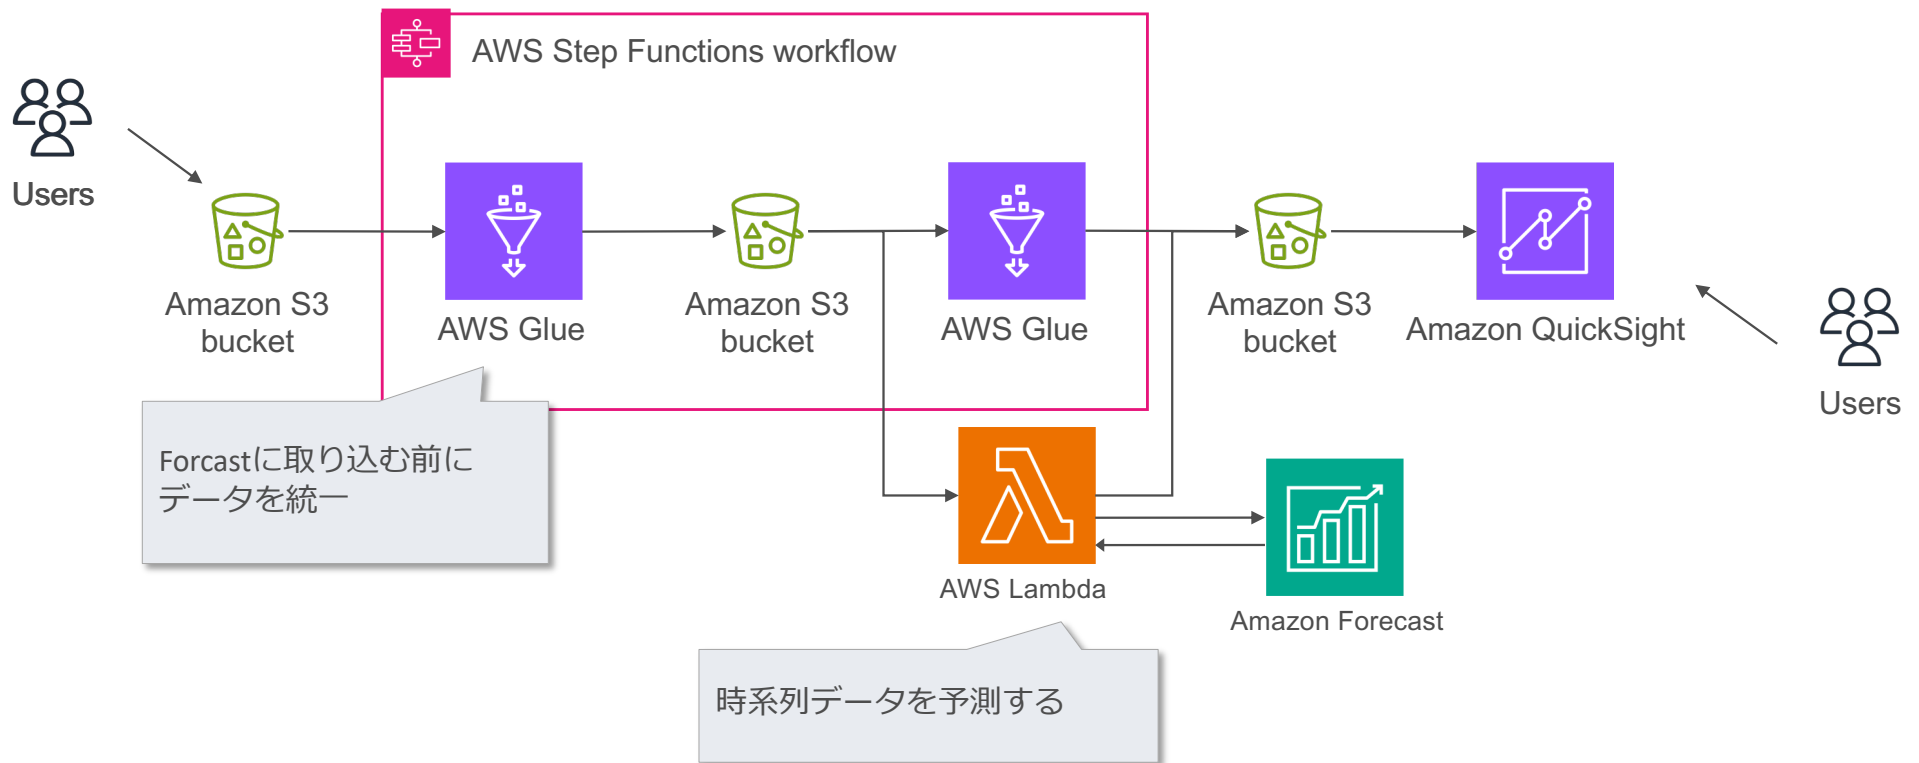 AWS Step Functions workflow
Users
Amazon S3
bucket
AWS Glue
Amazon S3
bucket
AWS Glue
Amazon S3
bucket
Amazon QuickSight
Users
Forcastに取り込む前に
データを統一
AWS Lambda
Amazon Forecast
時系列データを予測する